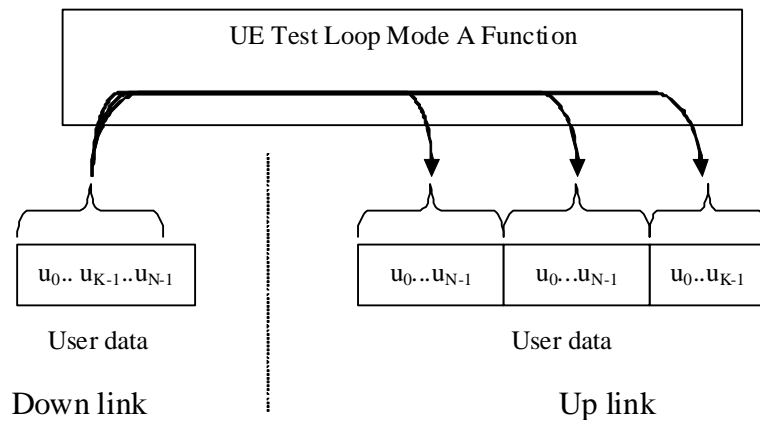 UE Test Loop Mode A Function
u0.. uK-1..uN-1
u0...uN-1
u0...uN-1
u0..uK-1
User data
User data
Down link
Up link